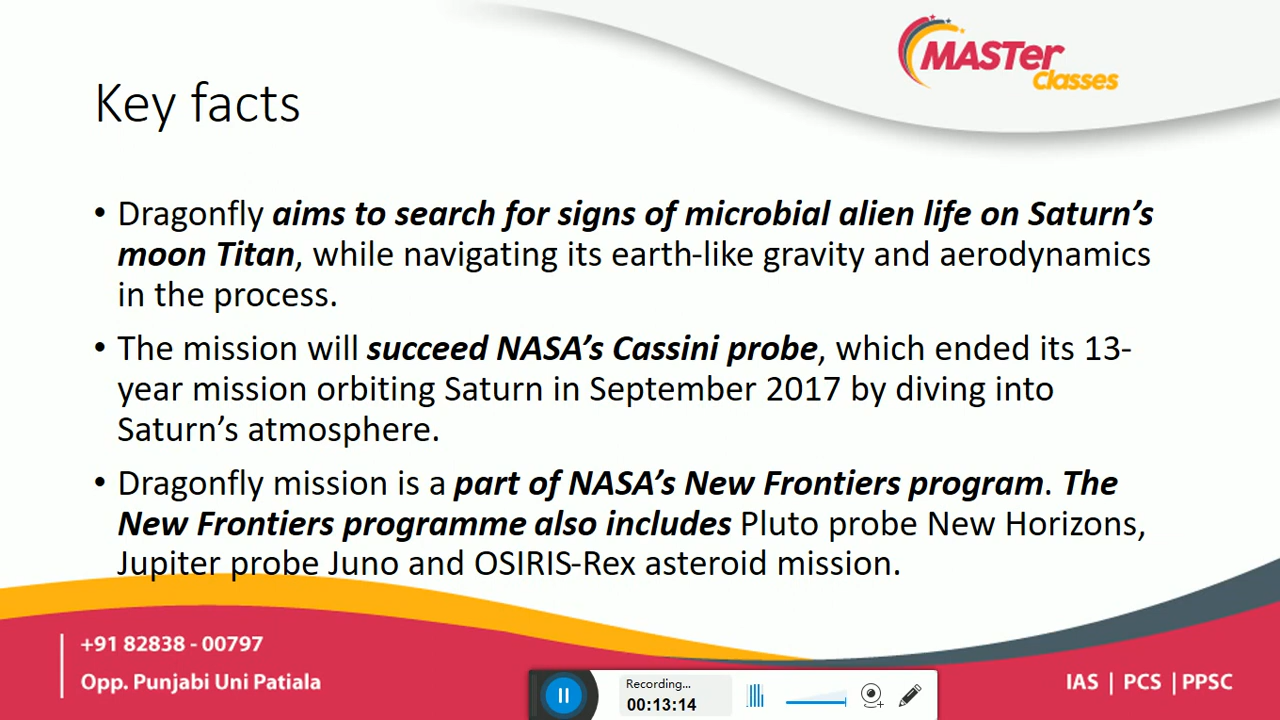 MASTer
Classes
Key facts
• Dragonfly aims to search for signs of microbial alien life on Saturn’s
moon Titan, while navigating its earth-like gravity and aerodynamics
in the process.
• The mission will succeed NASA’s Cassini probe, which ended its 13-
year mission orbiting Saturn in September 2017 by diving into
Saturn’s atmosphere.
• Dragonfly mission is a part of NASA’s New Frontiers program. The
New Frontiers programme also includes Pluto probe New Horizons,
Jupiter probe Juno and OSIRIS-Rex asteroid mission.
+91 82838 - 00797
Opp. Punjabi Uni Patiala
Recording...
00:13:14
IAS | PCS | PPSC